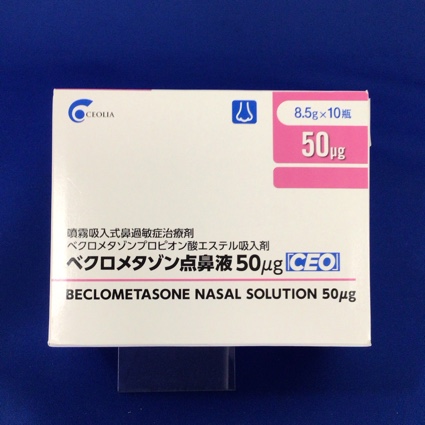 CEOLIA
8.5g×10瓶
50μg
噴霧吸入式鼻過敏症治療剤
ベクロメタゾンプロピオン酸エステル吸入剤
ベクロメタゾン点鼻液50μg「CEO」
BECLOMETASONE NASAL SOLUTION 50μg